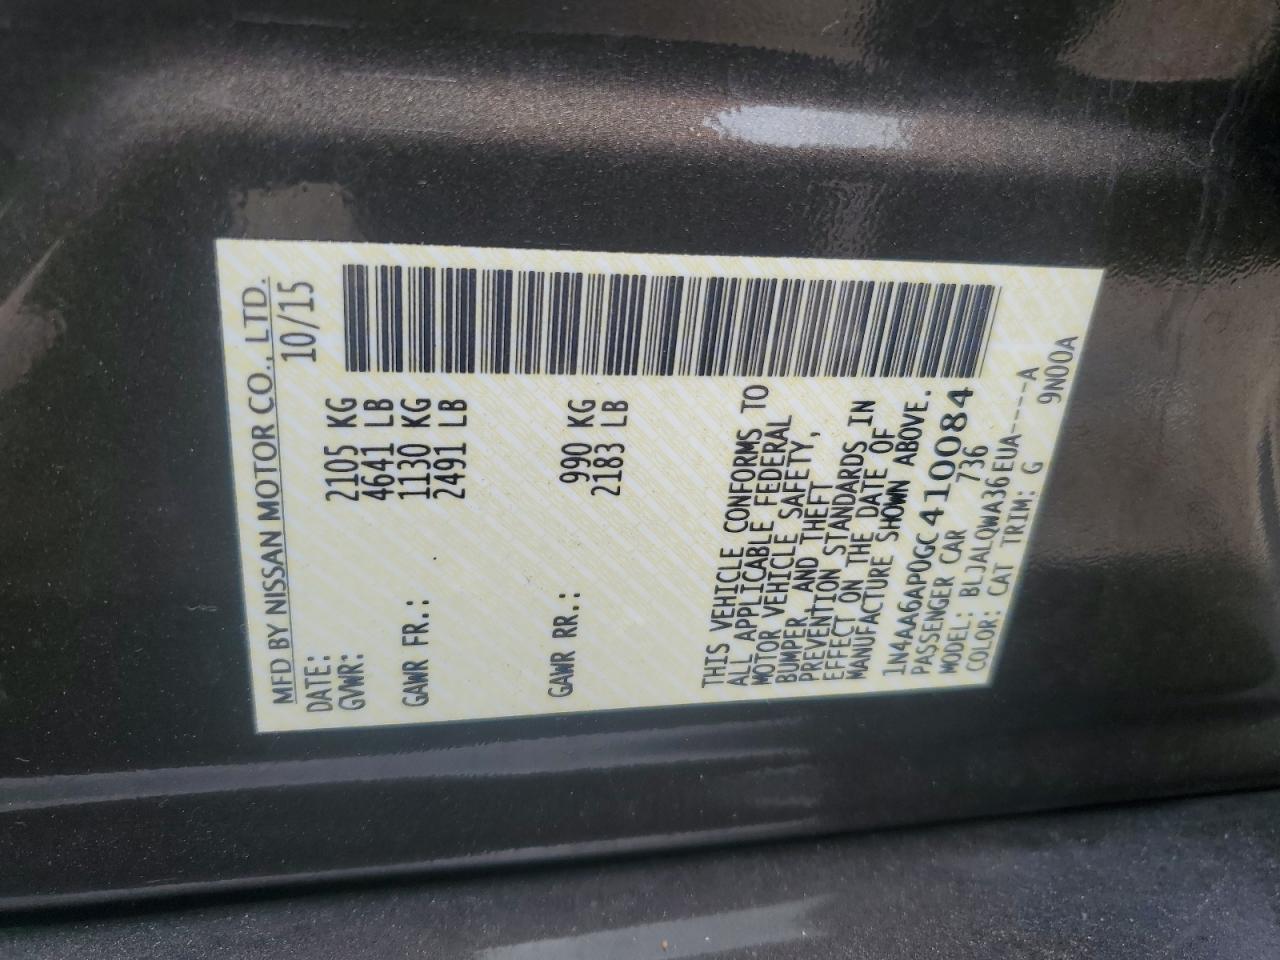 MFD BY NISSAN MOTOR CO., LTD.
DATE: 10/15
GVWR: 2105 KG
4641 LB
GAWR FR.: 1130 KG
2491 LB
GAWR RR.: 990 KG
2183 LB
THIS VEHICLE CONFORMS TO
ALL APPLICABLE FEDERAL
MOTOR VEHICLE SAFETY,
BUMPER, AND THEFT
PREVENTION STANDARDS IN
EFFECT ON THE DATE OF
MANUFACTURE SHOWN ABOVE.
1N4AA6AP0GC410084
PASSENGER CAR 736
MODEL: BLJALQWA36EUA----A
COLOR: CAT TRIM: G 9N00A